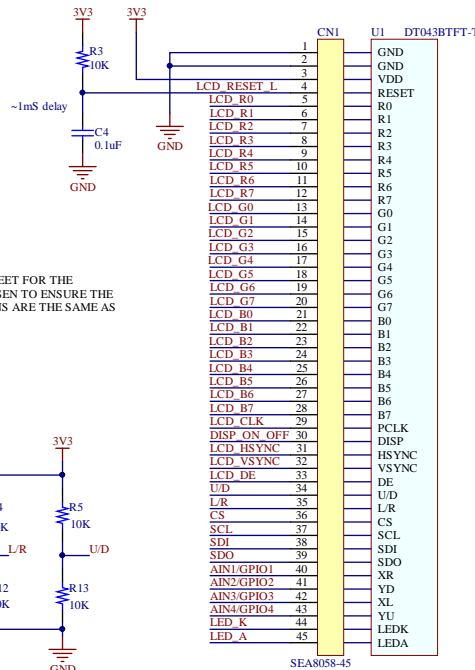 3V3
3V3
R3
10K
~1mS delay
C4
0.1uF
GND
GND
CN1
U1
DT043BTFT-T
1 GND
2 GND
3 VDD
LCD_RESET_L 4 RESET
LCD_R0 5 R0
LCD_R1 6 R1
LCD_R2 7 R2
LCD_R3 8 R3
LCD_R4 9 R4
LCD_R5 10 R5
LCD_R6 11 R6
LCD_R7 12 R7
LCD_G0 13 G0
LCD_G1 14 G1
LCD_G2 15 G2
LCD_G3 16 G3
LCD_G4 17 G4
LCD_G5 18 G5
LCD_G6 19 G6
LCD_G7 20 G7
LCD_B0 21 B0
LCD_B1 22 B1
LCD_B2 23 B2
LCD_B3 24 B3
LCD_B4 25 B4
LCD_B5 26 B5
LCD_B6 27 B6
LCD_B7 28 B7
LCD_CLK 29 PCLK
DISP_ON_OFF 30 DISP
LCD_HSYNC 31 HSYNC
LCD_VSYNC 32 VSYNC
LCD_DE 33 DE
U/D 34 U/D
L/R 35 L/R
CS 36 CS
SCL 37 SCL
SDI 38 SDI
SDO 39 SDO
AIN1/GPIO1 40 XR
AIN2/GPIO2 41 YD
AIN3/GPIO3 42 XL
AIN4/GPIO4 43 YU
LED_K 44 LEDK
LED_A 45 LEDA
SEA8058-45
EET FOR THE
SEN TO ENSURE THE
NS ARE THE SAME AS
3V3
4
K
R5
10K
L/R
U/D
12
0K
R13
10K
GND